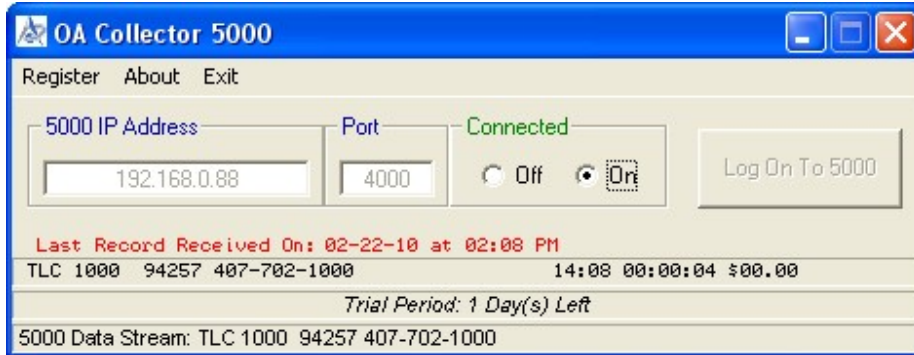 OA Collector 5000
Register About Exit
5000 IP Address Port Connected
192.168.0.88 4000 Off On Log On To 5000
Last Record Received On: 02-22-10 at 02:08 PM
TLC 1000 94257 407-702-1000 14:08 00:00:04 $00.00
Trial Period: 1 Day(s) Left
5000 Data Stream: TLC 1000 94257 407-702-1000